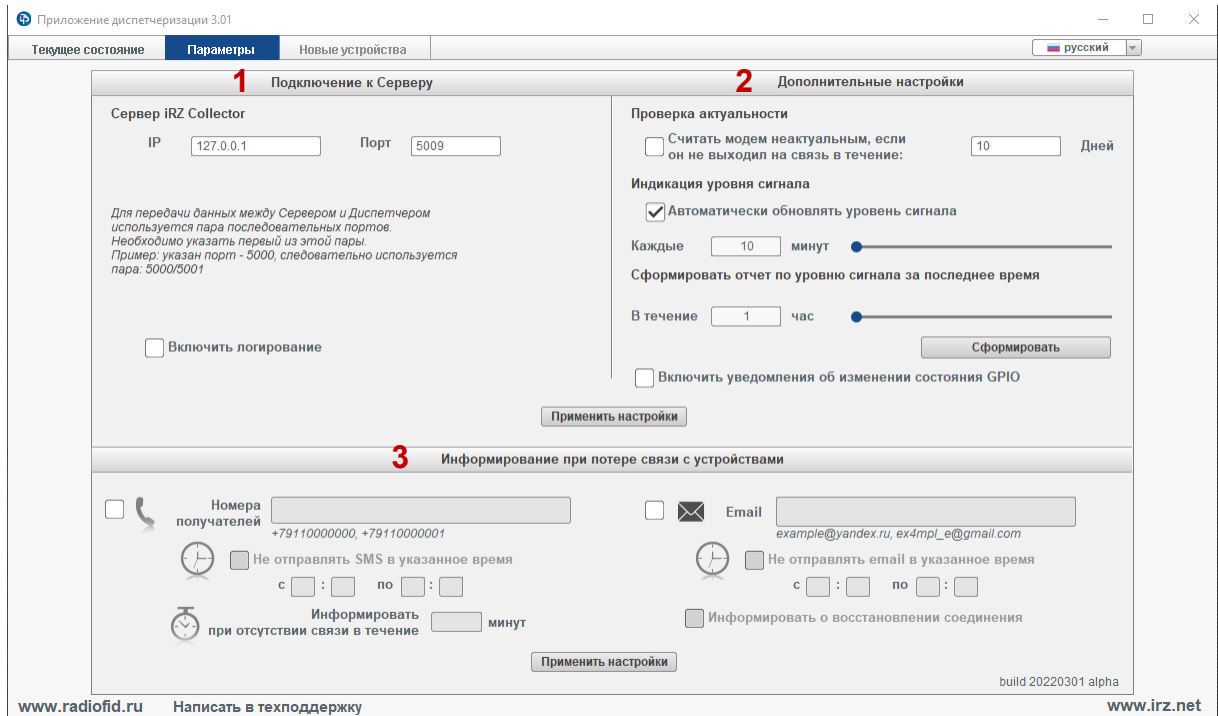 Приложение диспетчеризации 3.01
Текущее состояние
Параметры
Новые устройства
русский
1
Подключение к Серверу
Сервер iRZ Collector
IP
127.0.0.1
Порт
5009
Для передачи данных между Сервером и Диспетчером
используется пара последовательных портов.
Необходимо указать первый из этой пары.
Пример: указан порт - 5000, следовательно используется
пара: 5000/5001
Включить логирование
2
Дополнительные настройки
Проверка актуальности
Считать модем неактуальным, если
он не выходил на связь в течение:
10
Дней
Индикация уровня сигнала
Автоматически обновлять уровень сигнала
Каждые
10
минут
Сформировать отчет по уровню сигнала за последнее время
В течение
1
час
Сформировать
Включить уведомления об изменении состояния GPIO
Применить настройки
3
Информирование при потере связи с устройствами
Номера
получателей
+79110000000, +79110000001
Не отправлять SMS в указанное время
с : по :
Информировать
при отсутствии связи в течение
минут
Email
example@yandex.ru, ex4mpl_e@gmail.com
Не отправлять email в указанное время
с : по :
Информировать о восстановлении соединения
Применить настройки
build 20220301 alpha
www.radiofid.ru
Написать в техподдержку
www.irz.net